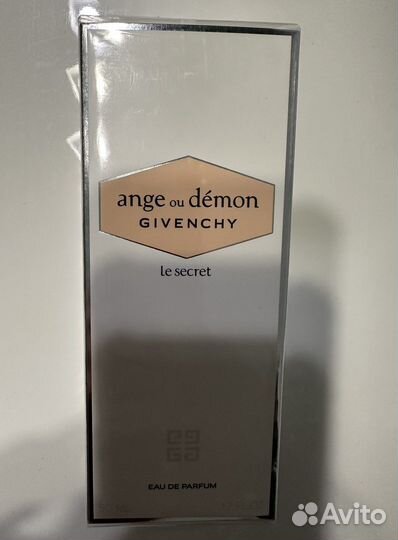 ange ou démon
GIVENCHY
le secret
EAU DE PARFUM
Avito